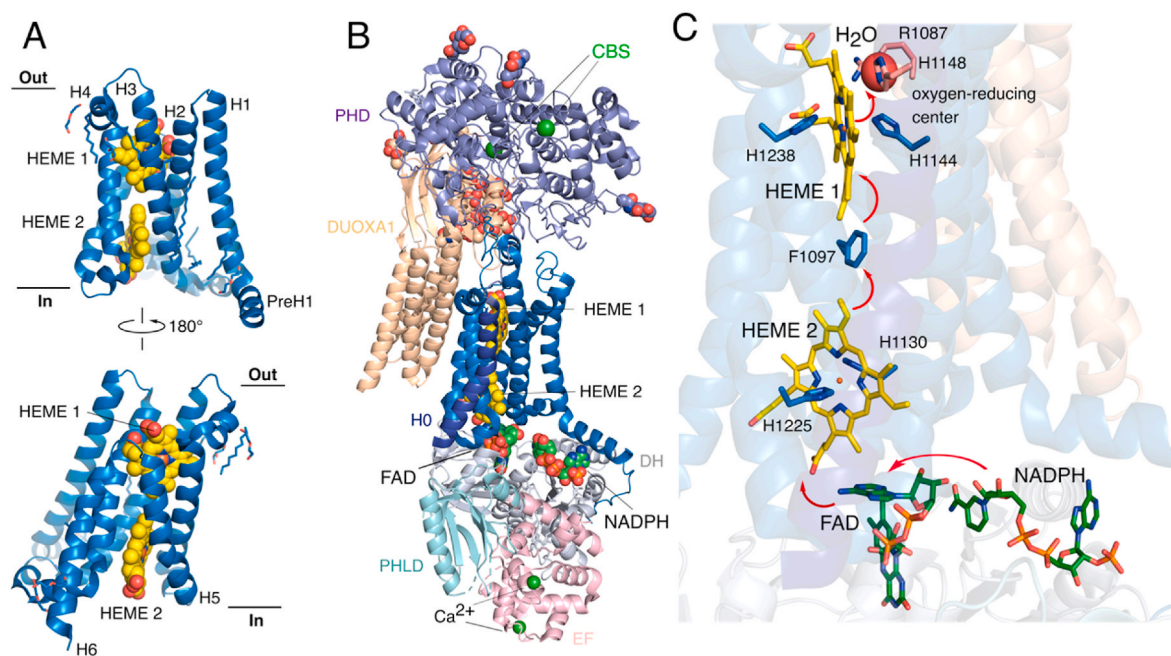 A
Out
H3
H4
H2
H1
HEME 1
HEME 2
In
PreH1
180°
Out
HEME 1
HEME 2
H5
In
H6
B
CBS
PHD
DUOXA1
HEME 1
HEME 2
H0
FAD
DH
NADPH
PHLD
Ca2+
EF
C
H2O
R1087
H1148
oxygen-reducing
center
H1238
H1144
HEME 1
F1097
HEME 2
H1130
H1225
NADPH
FAD